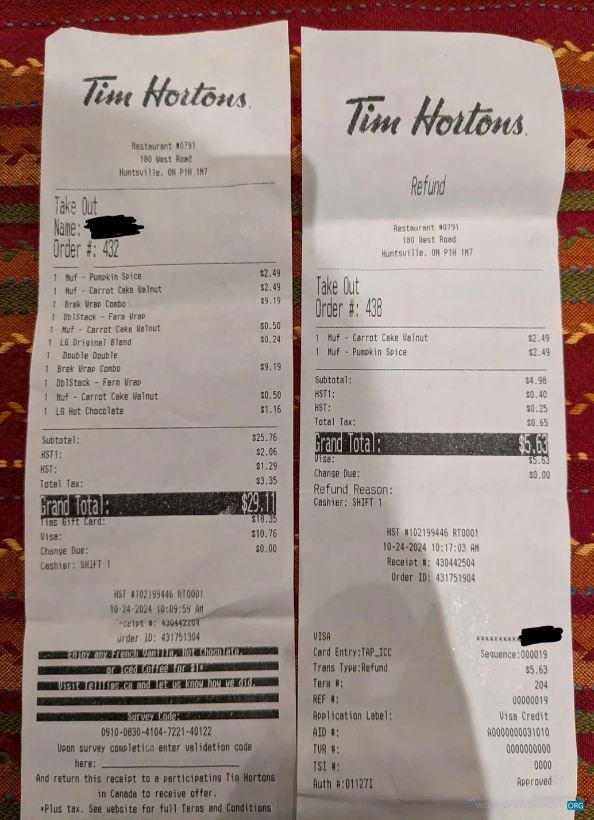 Tim Hortons.
Restaurant #0791
180 West Road
Huntsville, ON P1H 1M7
Take Out
Name:
Order #: 432
1 Muf - Pumpkin Spice $2.49
1 Muf - Carrot Cake Walnut $2.49
1 Brek Wrap Combo $9.19
1 DblStack - Farm Wrap
1 Muf - Carrot Cake Walnut $0.50
1 LG Original Blend $0.24
1 Double Double
1 Brek Wrap Combo $9.19
1 DblStack - Farm Wrap
1 Muf - Carrot Cake Walnut $0.50
1 LG Hot Chocolate $1.16
Subtotal: $25.76
HST1: $2.06
HST: $1.29
Total Tax: $3.35
Grand Total: $29.11
Tims Gift Card: $18.35
Visa: $10.76
Change Due: $0.00
Cashier: SHIFT 1
HST #102199446 RT0001
10-24-2024 10:09:59 AM
Receipt #: 430442204
Order ID: 431751304
Enjoy any French Vanilla, Hot Chocolate,
or Iced Coffee for $1*
Visit TellTims.ca and let us know how we did.
Survey Code:
0910-0830-4104-7221-40122
Upon survey completion enter validation code
here:
And return this receipt to a participating Tim Hortons
in Canada to receive offer.
*Plus tax. See website for full Terms and Conditions
Tim Hortons.
Refund
Restaurant #0791
180 West Road
Huntsville, ON P1H 1M7
Take Out
Order #: 438
1 Muf - Carrot Cake Walnut $2.49
1 Muf - Pumpkin Spice $2.49
Subtotal: $4.98
HST1: $0.40
HST: $0.25
Total Tax: $0.65
Grand Total: $5.63
Visa: $5.63
Change Due: $0.00
Refund Reason:
Cashier: SHIFT 1
HST #102199446 RT0001
10-24-2024 10:17:03 AM
Receipt #: 430442504
Order ID: 431751904
VISA
Card Entry:TAP_ICC Sequence:000019
Trans Type:Refund $5.63
Term #: 204
REF #: 00000019
Application Label: Visa Credit
AID #: A0000000031010
TVR #: 0000000000
TSI #: 0000
Auth #:01127I Approved
ORG